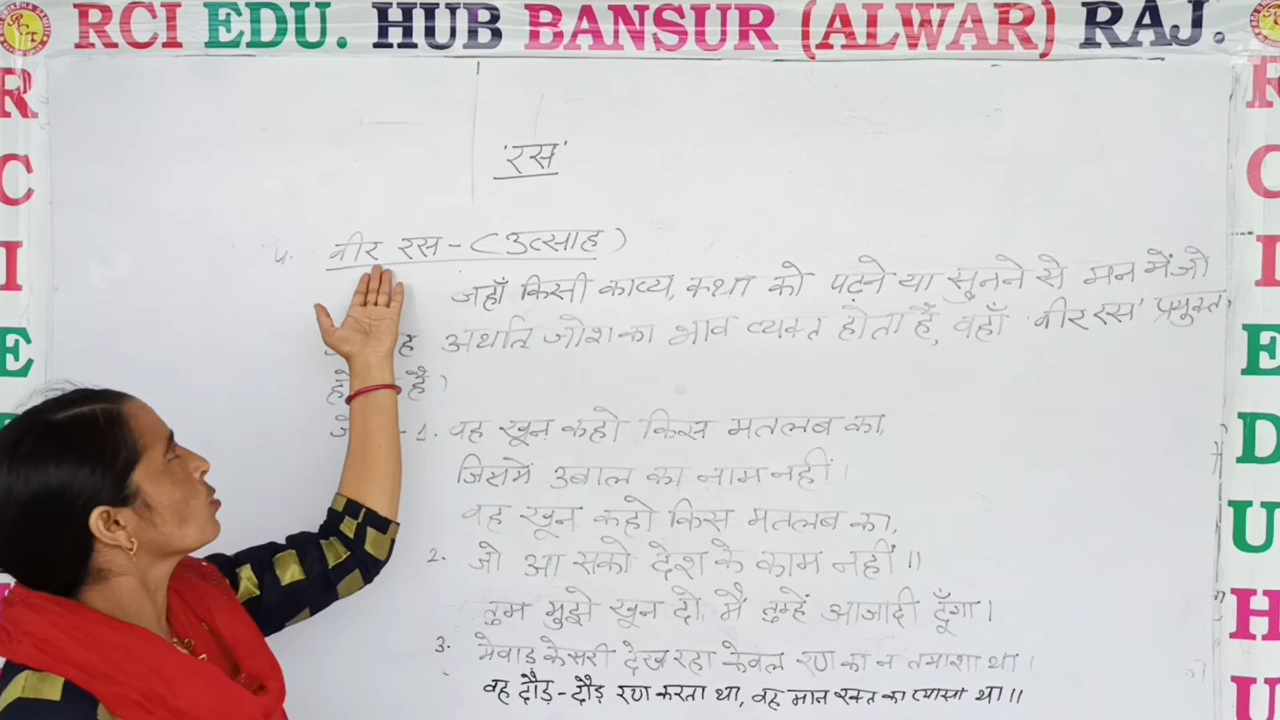 RCI EDU. HUB BANSUR (ALWAR) RAJ.
'रस'
4. वीर रस - (उत्साह)
जहाँ किसी काव्य, कथा को पढ़ने या सुनने से मन में जो
ह अर्थात् जोश का भाव व्यक्त होता है, वहाँ 'वीर रस' प्रयुक्त
है।
- 1. वह खून कहो किस मतलब का,
जिसमें उबाल का नाम नहीं।
वह खून कहो किस मतलब का,
2. जो आ सको देश के काम नहीं॥
तुम मुझे खून दो, मैं तुम्हें आजादी दूँगा।
3. मेवाड़ केसरी देख रहा केवल रण का न तमाशा था।
वह दौड़-दौड़ रण करता था, वह मान रक्त का प्यासा था॥
R
C
I
E
R
C
I
E
D
U
H
U